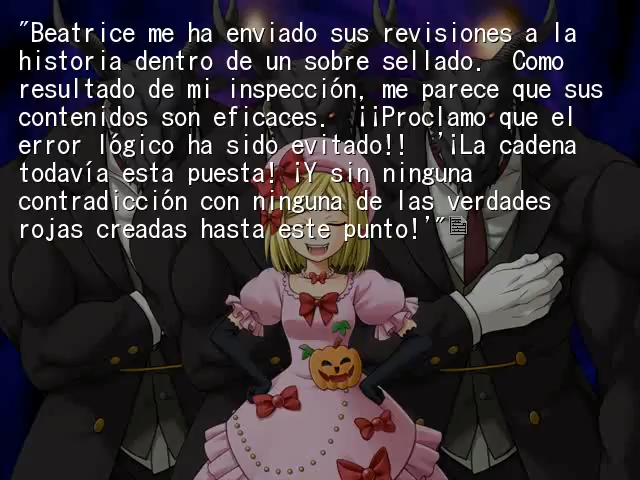 "Beatrice me ha enviado sus revisiones a la
historia dentro de un sobre sellado.  Como
resultado de mi inspección, me parece que sus
contenidos son eficaces.  ¡¡Proclamo que el
error lógico ha sido evitado!!  '¡La cadena
todavía esta puesta! ¡Y sin ninguna
contradicción con ninguna de las verdades
rojas creadas hasta este punto!'"